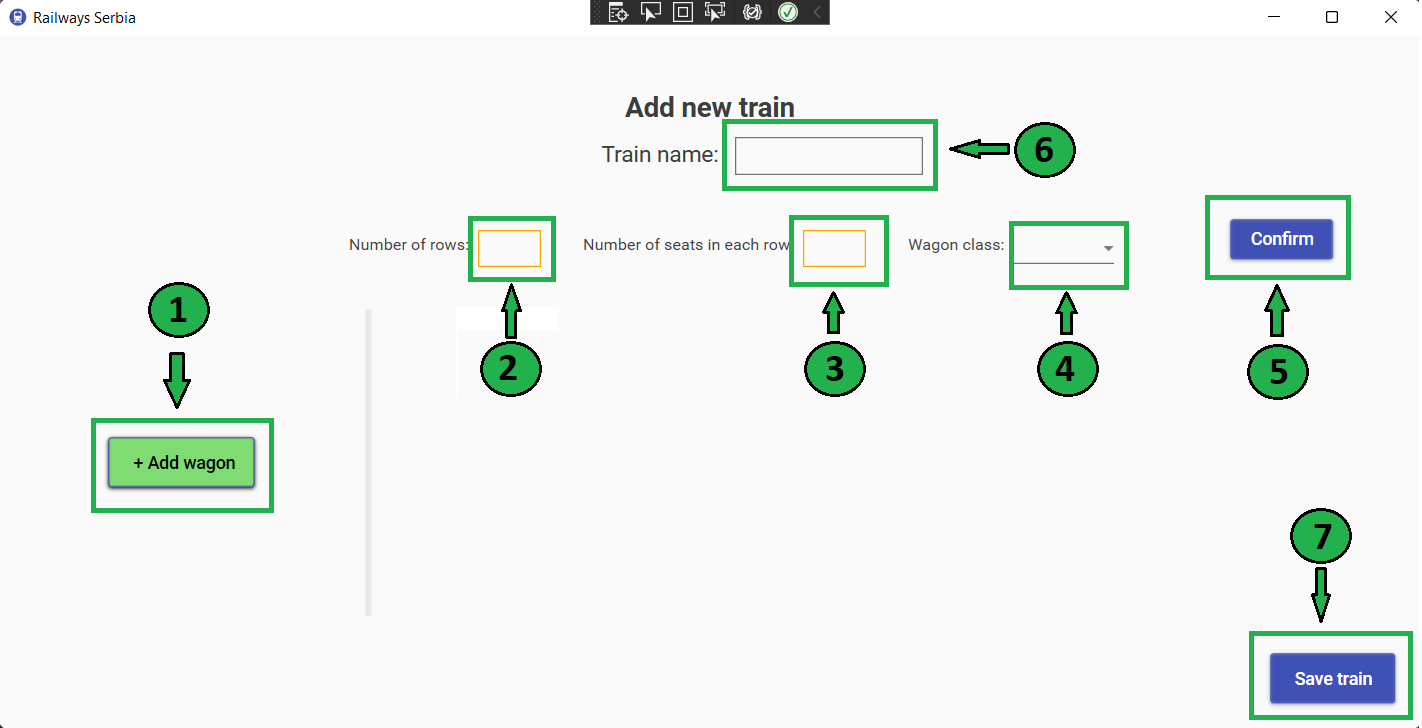 Railways Serbia
Add new train
Train name:
6
Number of rows:
Number of seats in each row
Wagon class:
Confirm
1
2
3
4
5
+ Add wagon
7
Save train